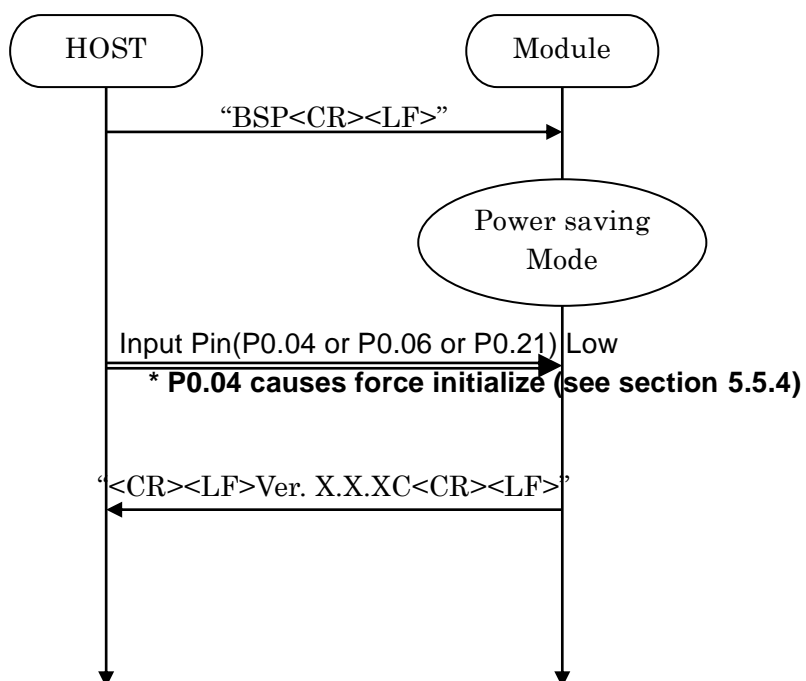 HOST
Module
“BSP<CR><LF>”
Power saving
Mode
Input Pin(P0.04 or P0.06 or P0.21) Low
* P0.04 causes force initialize (see section 5.5.4)
“<CR><LF>Ver. X.X.XC<CR><LF>”